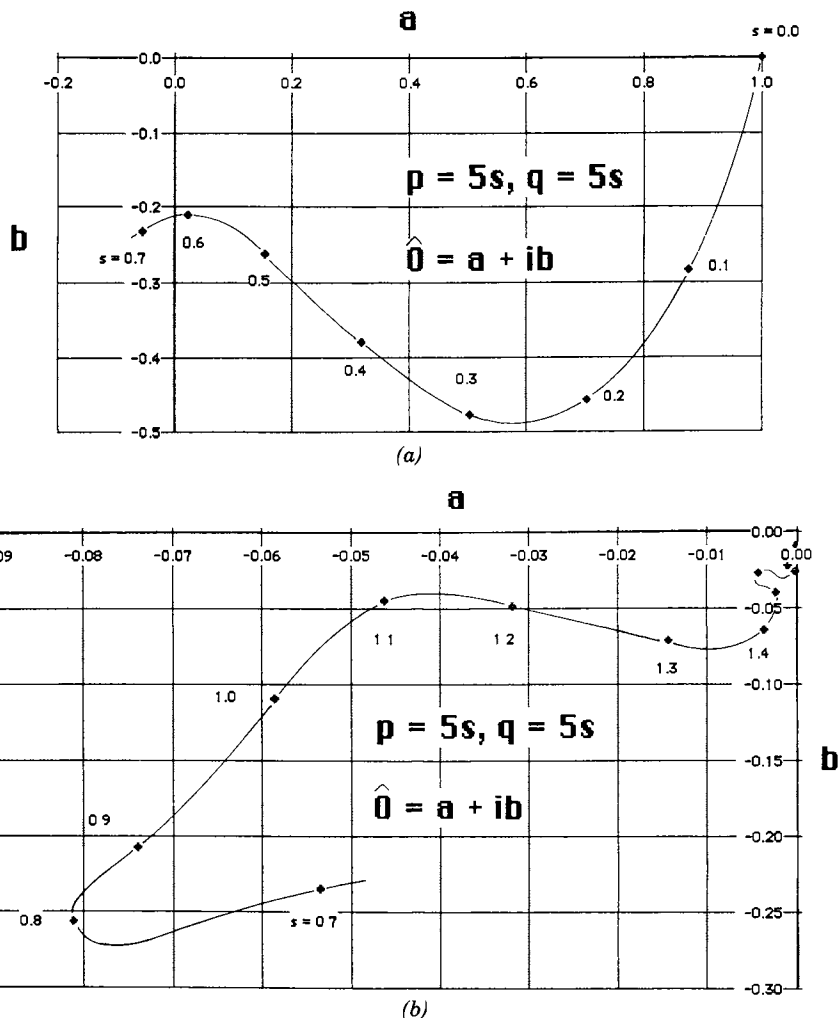 a
s = 0.0
-0.0
-0.2 0.0 0.2 0.4 0.6 0.8 1.0
-0.1
p = 5s, q = 5s
-0.2
b
s = 0.7 0.6
Ô = a + ib
0.1
0.5
-0.3
0.3
0.4
-0.4
0.2
-0.5
(a)
a
0.00
09 -0.08 -0.07 -0.06 -0.05 -0.04 -0.03 -0.02 -0.01 0.00
-0.05
1 1 1 2 1.3 1.4
1.0
-0.10
p = 5s, q = 5s
b
-0.15
Ô = a + ib
0 9
-0.20
0.8 s = 0 7
-0.25
-0.30
(b)